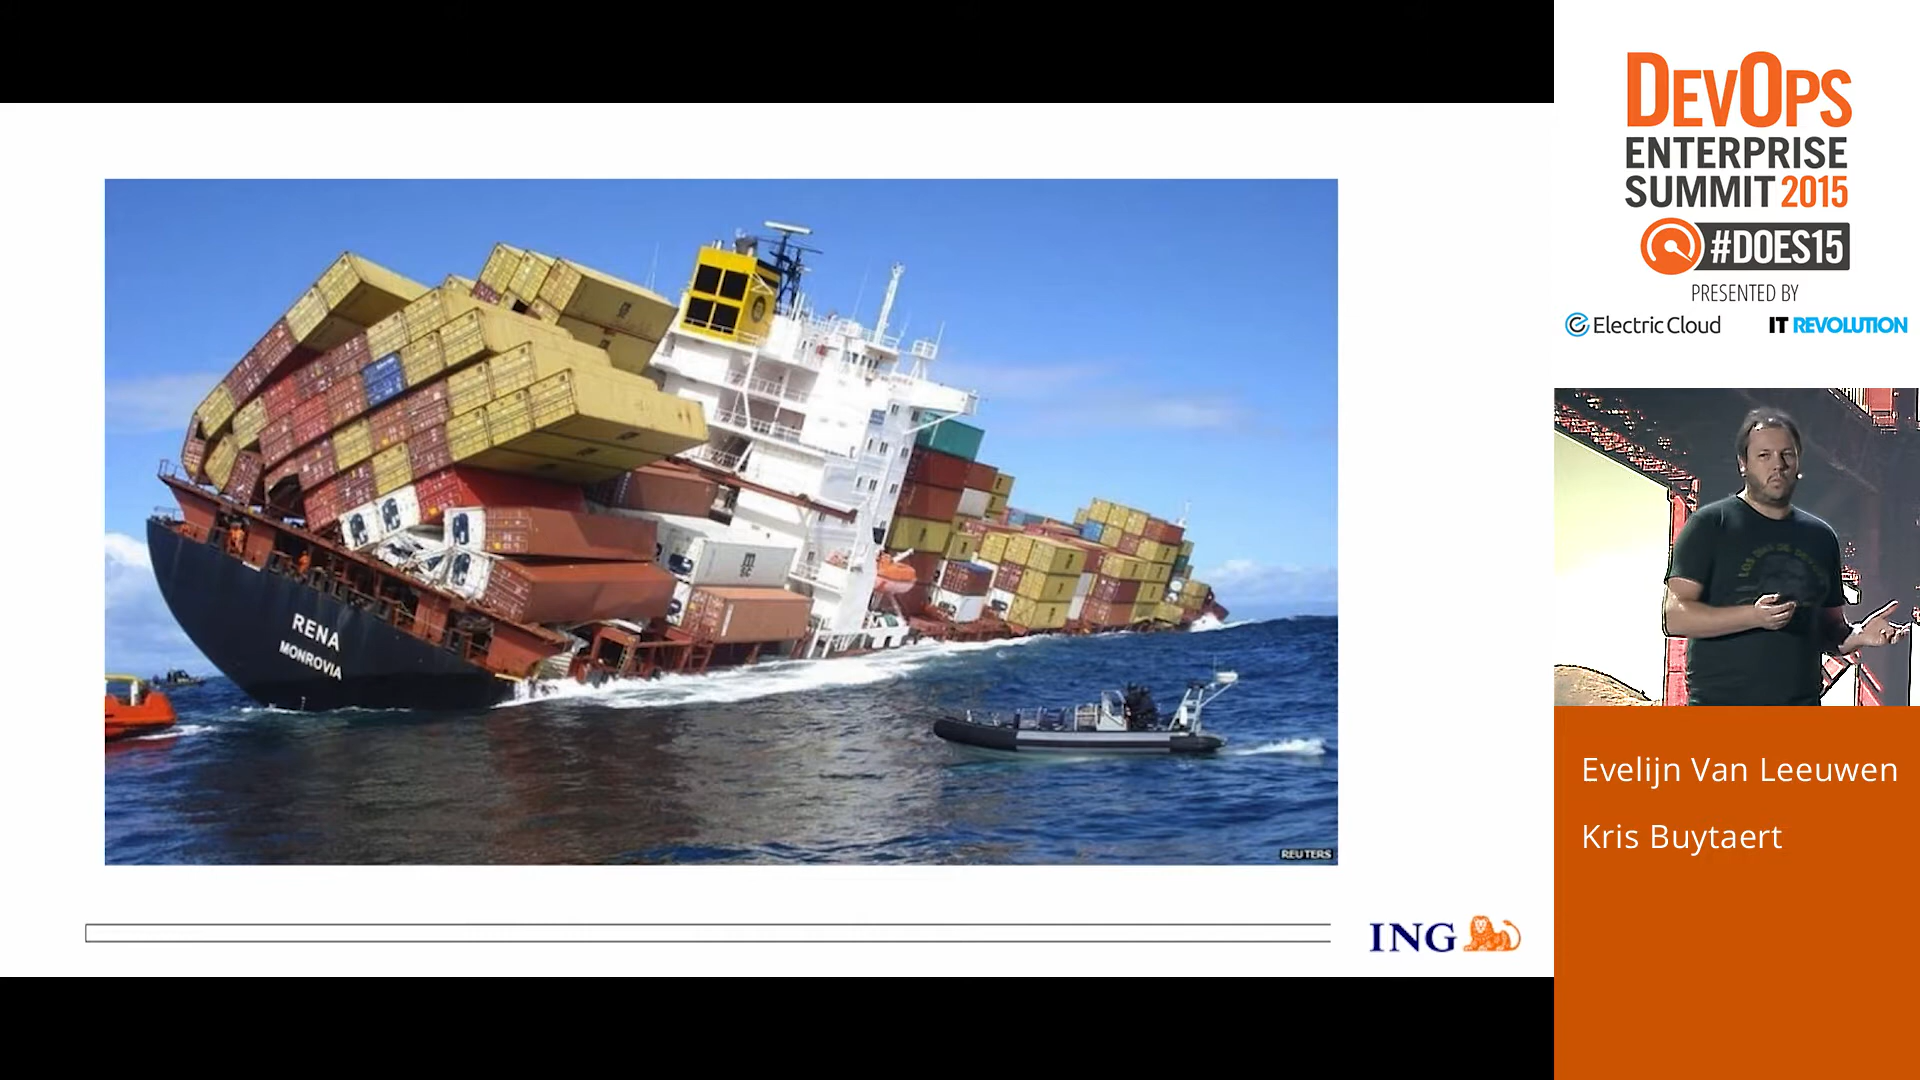 RENA
MONROVIA
REUTERS
ING
DEVOPS
ENTERPRISE
SUMMIT 2015
#DOES15
PRESENTED BY
Electric Cloud
IT REVOLUTION
Evelijn Van Leeuwen
Kris Buytaert